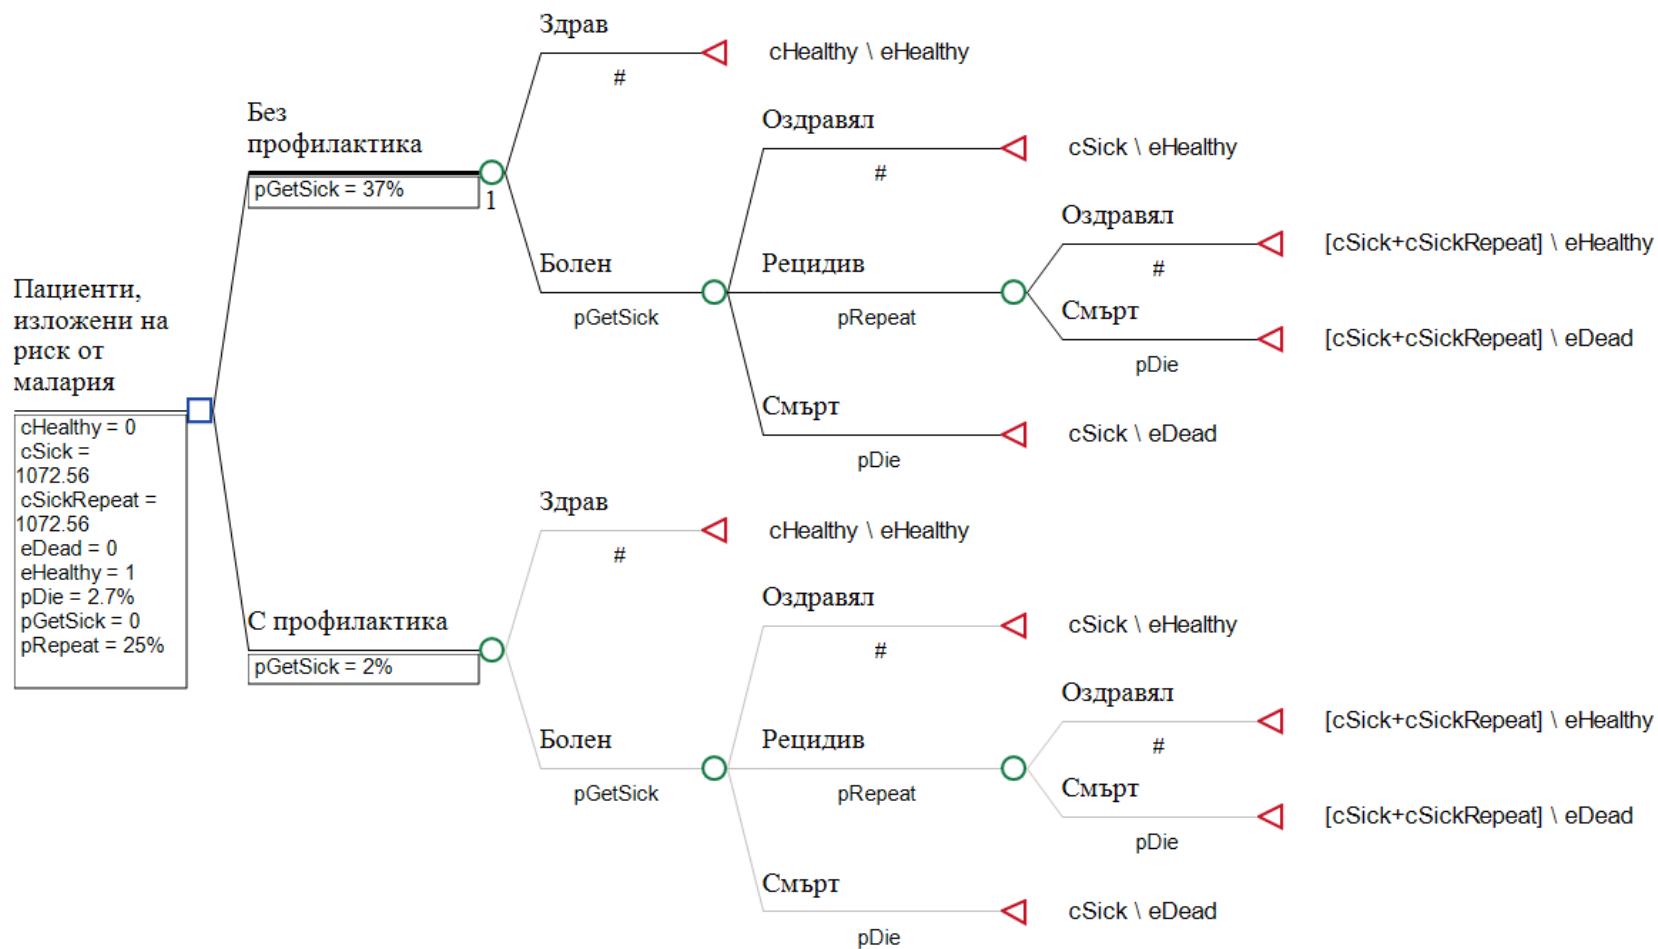 Здрав
cHealthy \ eHealthy
#
Без
профилактика
pGetSick = 37%
1
Оздравял
cSick \ eHealthy
#
Оздравял
[cSick+cSickRepeat] \ eHealthy
#
Болен
pGetSick
Рецидив
pRepeat
Смърт
[cSick+cSickRepeat] \ eDead
pDie
Смърт
cSick \ eDead
pDie
Пациенти,
изложени на
риск от
малария
cHealthy = 0
cSick =
1072.56
cSickRepeat =
1072.56
eDead = 0
eHealthy = 1
pDie = 2.7%
pGetSick = 0
pRepeat = 25%
Здрав
cHealthy \ eHealthy
#
С профилактика
pGetSick = 2%
Оздравял
cSick \ eHealthy
#
Оздравял
[cSick+cSickRepeat] \ eHealthy
#
Болен
pGetSick
Рецидив
pRepeat
Смърт
[cSick+cSickRepeat] \ eDead
pDie
Смърт
cSick \ eDead
pDie